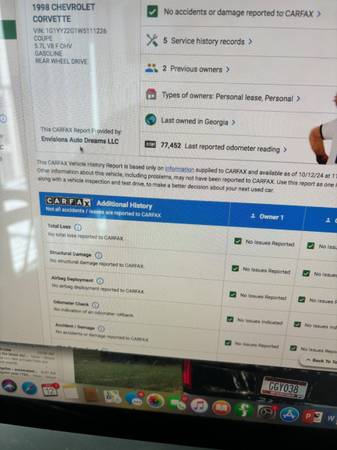 1998 CHEVROLET
CORVETTE
VIN: 1G1YY22G1W5111226
COUPE
5.7L V8 F OHV
GASOLINE
REAR WHEEL DRIVE
This CARFAX Report Provided by:
Envisions Auto Dreams LLC
No accidents or damage reported to CARFAX
5 Service history records
2 Previous owners
Types of owners: Personal lease, Personal
Last owned in Georgia
77,452 Last reported odometer reading
This CARFAX Vehicle History Report is based only on information supplied to CARFAX and available as of 10/12/24 at
Other information about this vehicle, including problems, may not have been reported to CARFAX. Use this report as one
along with a vehicle inspection and test drive, to make a better decision about your next used car.
CARFAX Additional History
Not all accidents / issues are reported to CARFAX
Owner 1
Total Loss
No total loss reported to CARFAX.
No Issues Reported
Structural Damage
No structural damage reported to CARFAX.
No Issues Reported
Airbag Deployment
No airbag deployment reported to CARFAX.
No Issues Reported
Odometer Check
No indication of an odometer rollback.
No Issues Indicated
Accident / Damage
No accidents or damage reported to CARFAX.
No Issues Reported
Back To
GGY038